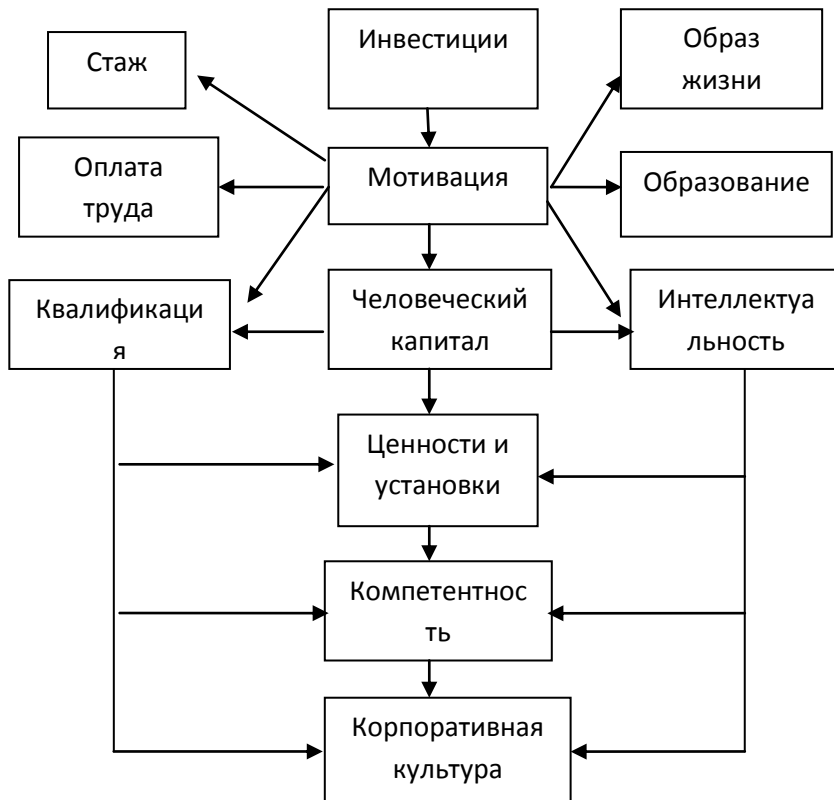 Стаж
Инвестиции
Образ
жизни
Оплата
труда
Мотивация
Образование
Квалификаци
я
Человеческий
капитал
Интеллектуа
льность
Ценности и
установки
Компетентнос
ть
Корпоративная
культура